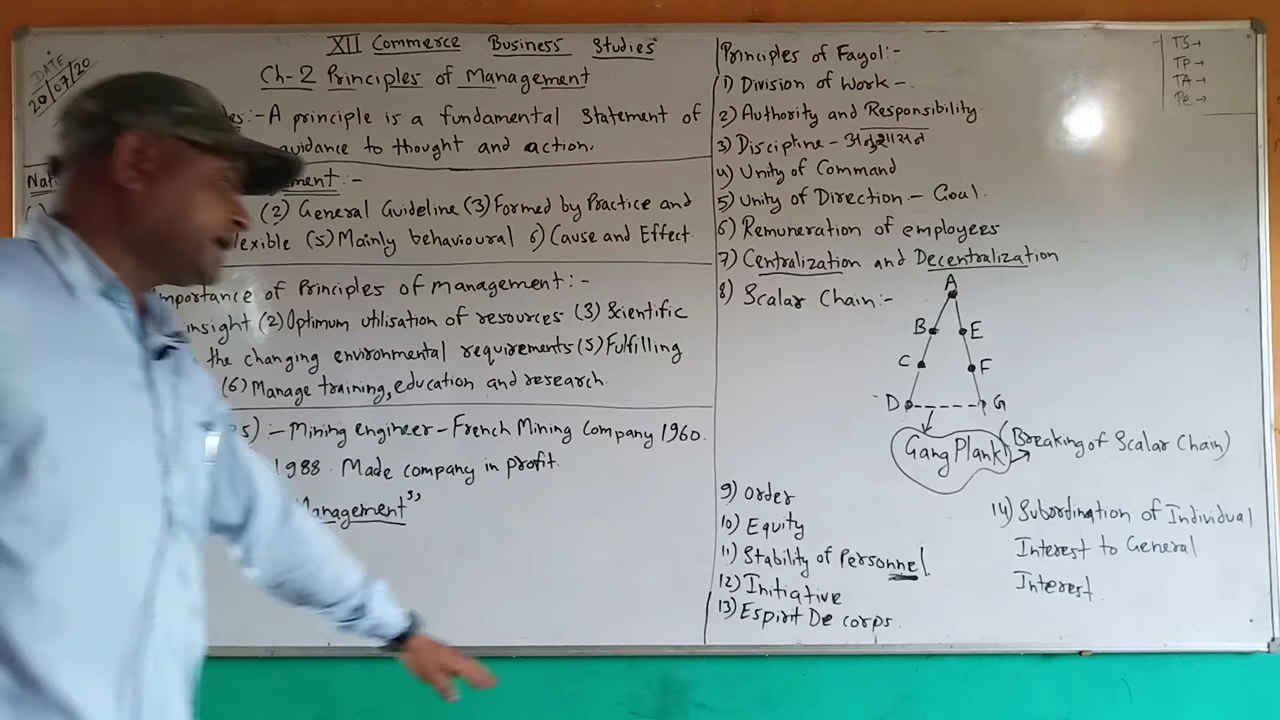 DATE
20/07/20
XII Commerce Business Studies
Ch-2 Principles of Management
es:- A principle is a fundamental Statement of
guidance to thought and action.
Nat
ment:-
(2) General Guideline (3) Formed by Practice and
lexible (5) Mainly behavioural 6) Cause and Effect.
Importance of Principles of management:-
insight (2) Optimum utilisation of resources (3) Scientific
the changing environmental requirements (5) Fulfilling
(6) Manage training, education and research.
25) :- Mining engineer - French Mining Company 1960.
1988. Made company in profit.
Management"
Principles of Fayol:-
1) Division of Work -
2) Authority and Responsibility.
3) Discipline - अनुशासन
4) Unity of Command
5) Unity of Direction - Goal.
6) Remuneration of employees
7) Centralization and Decentralization
8) Scalar Chain:-
A
B E
C F
D G
Gang Plank (Breaking of Scalar Chain)
9) Order
10) Equity
11) Stability of Personnel.
12) Initiative
13) Espirt De corps.
14) Subordination of Individual
Interest to General
Interest.
TS→
TP→
TA→
Pe→